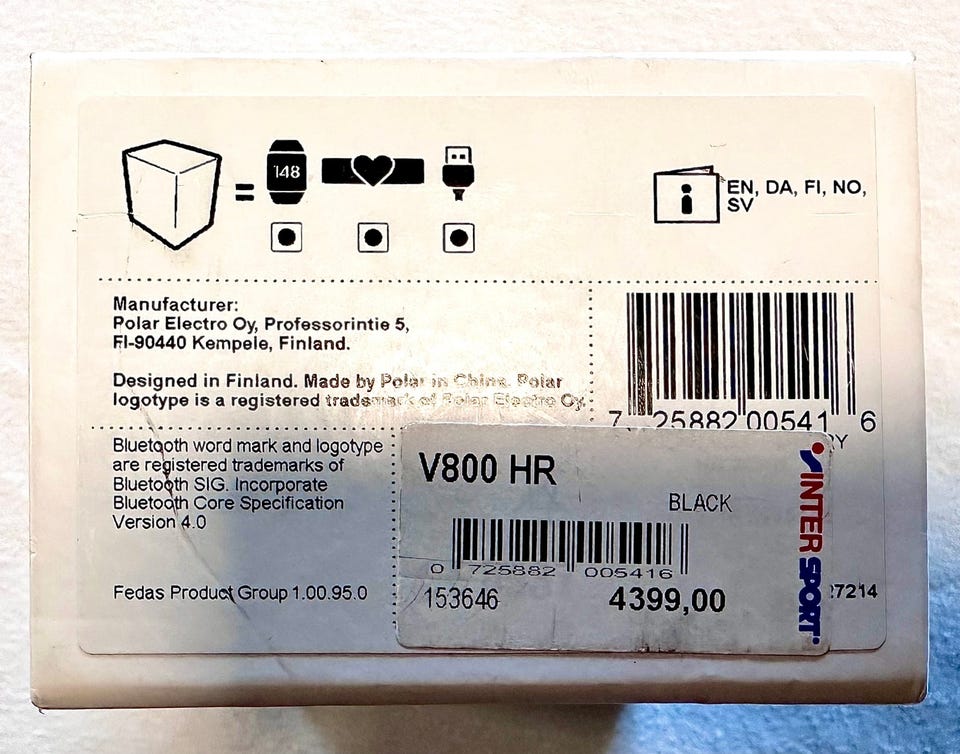 148
EN, DA, FI, NO,
SV
Manufacturer:
Polar Electro Oy, Professorintie 5,
FI-90440 Kempele, Finland.
Designed in Finland. Made by Polar in China. Polar
logotype is a registered trademark of Polar Electro Oy.
7 25882 00541 6
Bluetooth word mark and logotype
are registered trademarks of
Bluetooth SIG. Incorporate
Bluetooth Core Specification
Version 4.0
Fedas Product Group 1.00.95.0
V800 HR
BLACK
0 725882 005416
153646
4399,00
INTERSPORT
27214